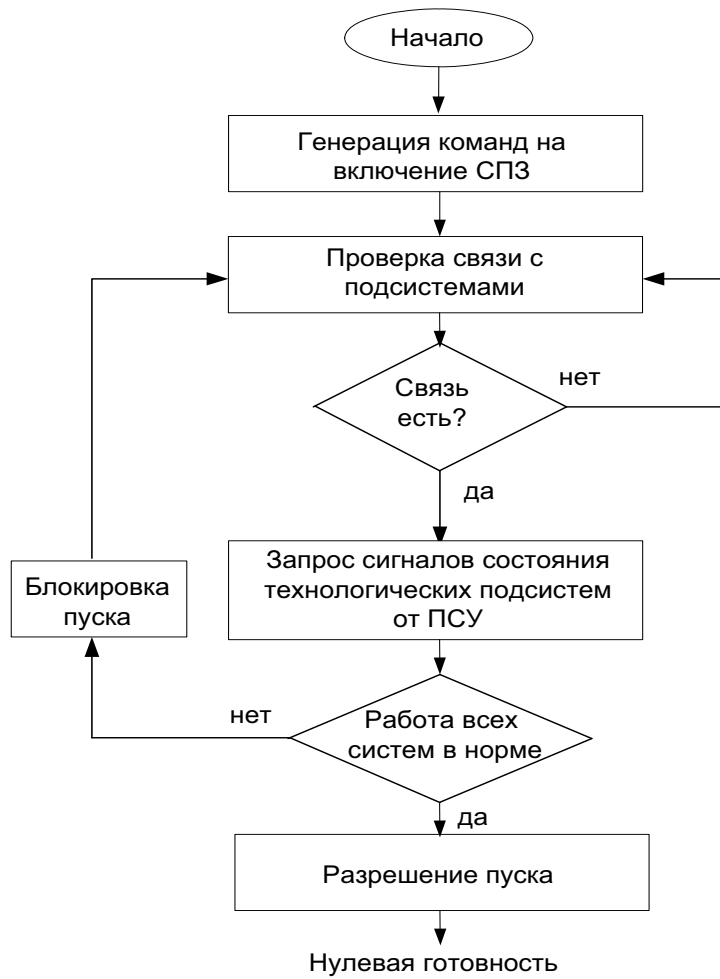 Начало
Генерация команд на
включение СПЗ
Проверка связи с
подсистемами
Связь
есть?
нет
да
Запрос сигналов состояния
технологических подсистем
от ПСУ
Блокировка
пуска
нет
Работа всех
систем в норме
да
Разрешение пуска
Нулевая готовность